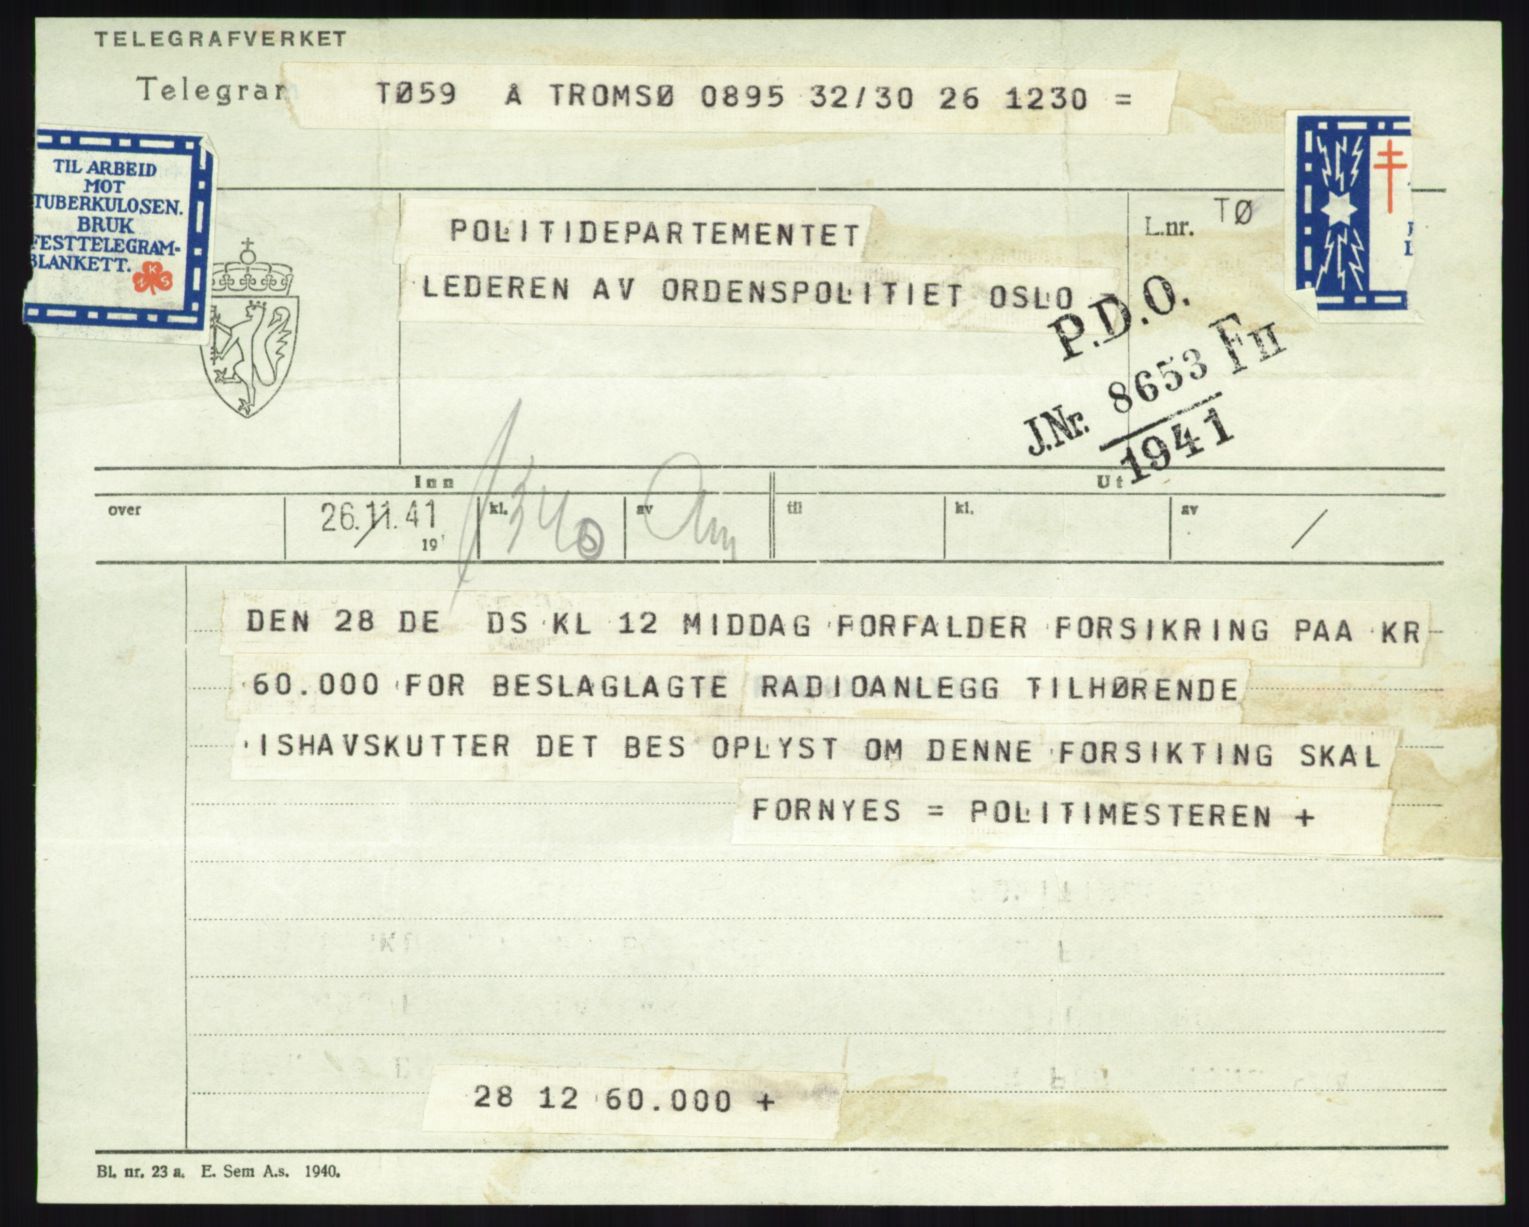 TELEGRAFVERKET
Telegram
TØ59 A TROMSØ 0895 32/30 26 1230 =
TIL ARBEID
MOT
TUBERKULOSEN.
BRUK
FESTTELEGRAM-
BLANKETT.
N K S
POLITIDEPARTEMENTET
LEDEREN AV ORDENSPOLITIET OSLO
L.nr. TØ
P.D.O.
J.Nr. 8653 FII
1941
Inn
Ut
over
26.11.41
19
kl.
av
til
kl.
av
DEN 28 DE DS KL 12 MIDDAG FORFALDER FORSIKRING PAA KR
60.000 FOR BESLAGLAGTE RADIOANLEGG TILHØRENDE
ISHAVSKUTTER DET BES OPLYST OM DENNE FORSIKTING SKAL
FORNYES = POLITIMESTEREN +
28 12 60.000 +
Bl. nr. 23 a. E. Sem A.s. 1940.